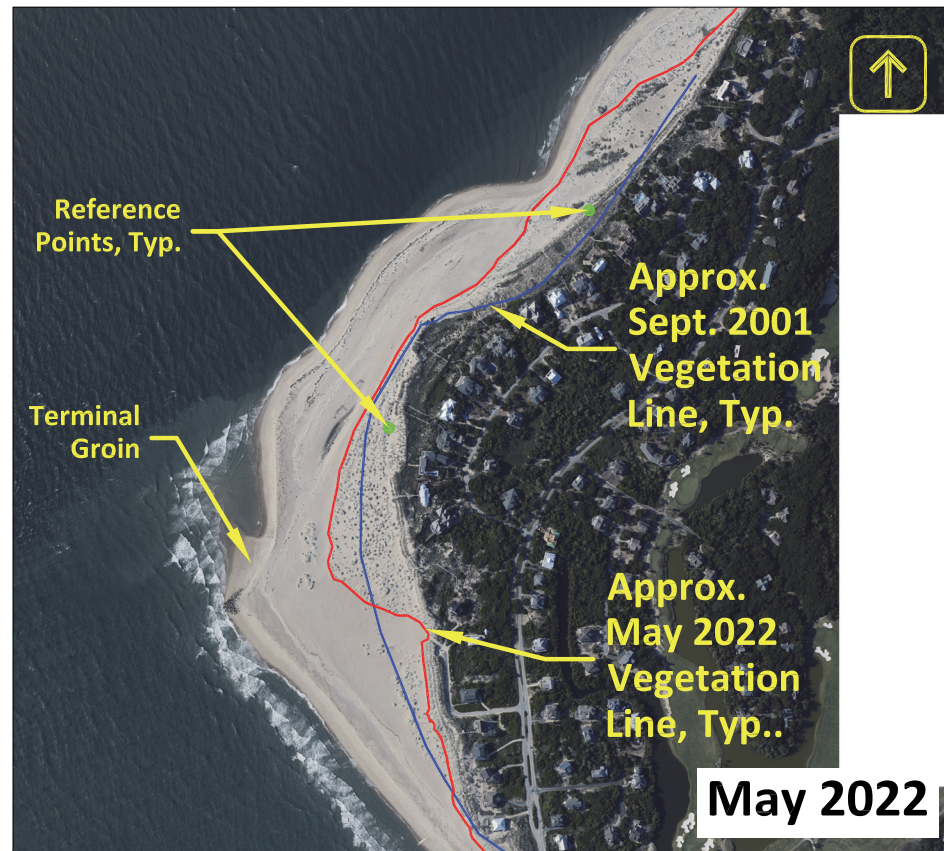 Reference
Points, Typ.
Approx.
Sept. 2001
Vegetation
Line, Typ.
Terminal
Groin
Approx.
May 2022
Vegetation
Line, Typ..
May 2022